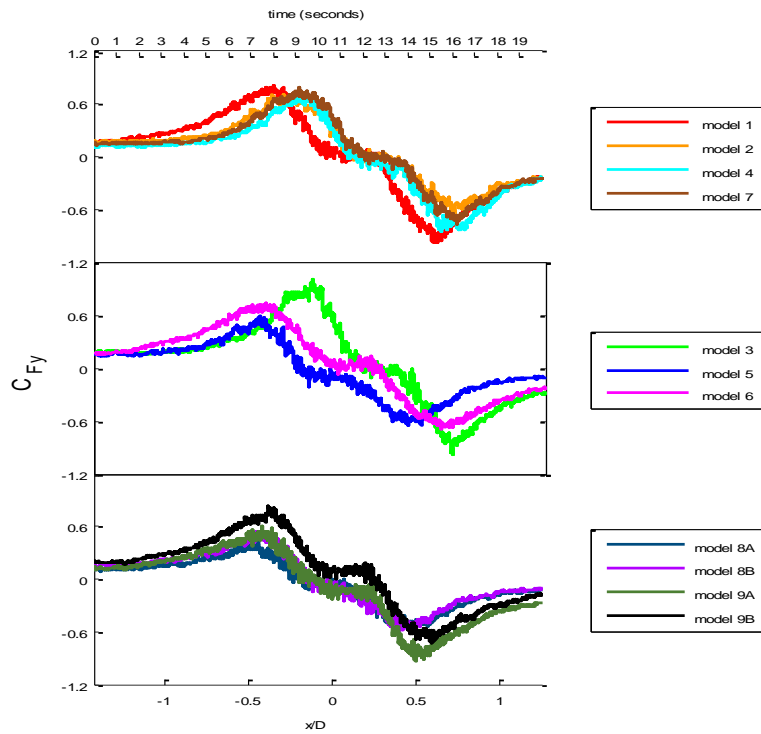 time (seconds)
0 1 2 3 4 5 6 7 8 9 10 11 12 13 14 15 16 17 18 19
1.2
0.6
0
-0.6
-1.2
model 1
model 2
model 4
model 7
C Fy
0.6
0
-0.6
-1.2
model 3
model 5
model 6
0.6
0
-0.6
-1.2
model 8A
model 8B
model 9A
model 9B
-1 -0.5 0 0.5 1
x/D